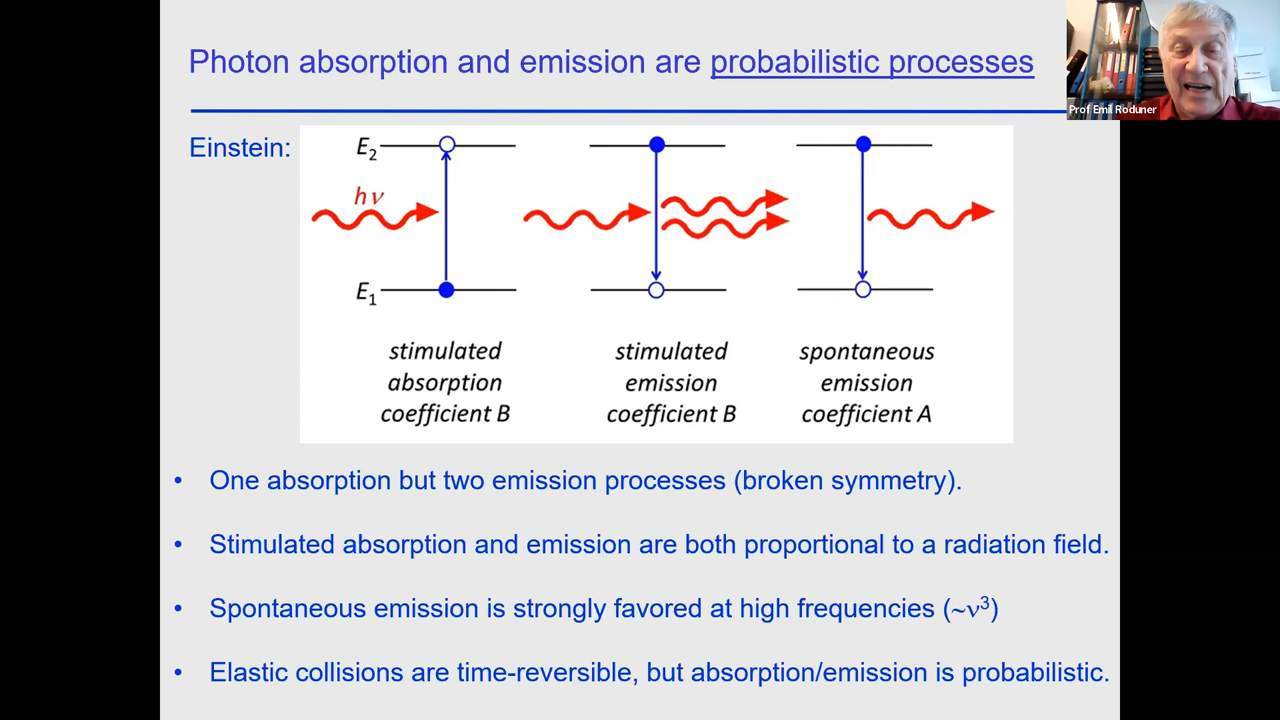 Photon absorption and emission are probabilistic processes
Prof Emil Roduner
Einstein:
E₂
hν
E₁
stimulated
absorption
coefficient B
stimulated
emission
coefficient B
spontaneous
emission
coefficient A
• One absorption but two emission processes (broken symmetry).
• Stimulated absorption and emission are both proportional to a radiation field.
• Spontaneous emission is strongly favored at high frequencies (~ν³)
• Elastic collisions are time-reversible, but absorption/emission is probabilistic.